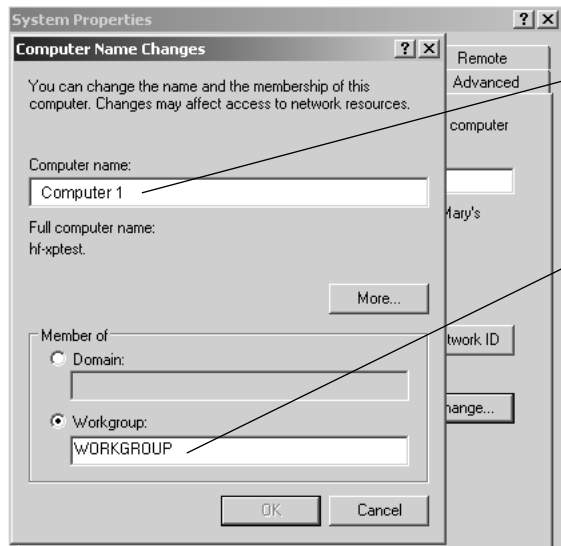 System Properties
Computer Name Changes
Remote
Advanced
You can change the name and the membership of this
computer. Changes may affect access to network resources.
computer
Computer name:
Computer 1
Full computer name:
hf-xptest.
Mary's
More...
Member of
Domain:
twork ID
Workgroup:
WORKGROUP
hange...
OK
Cancel